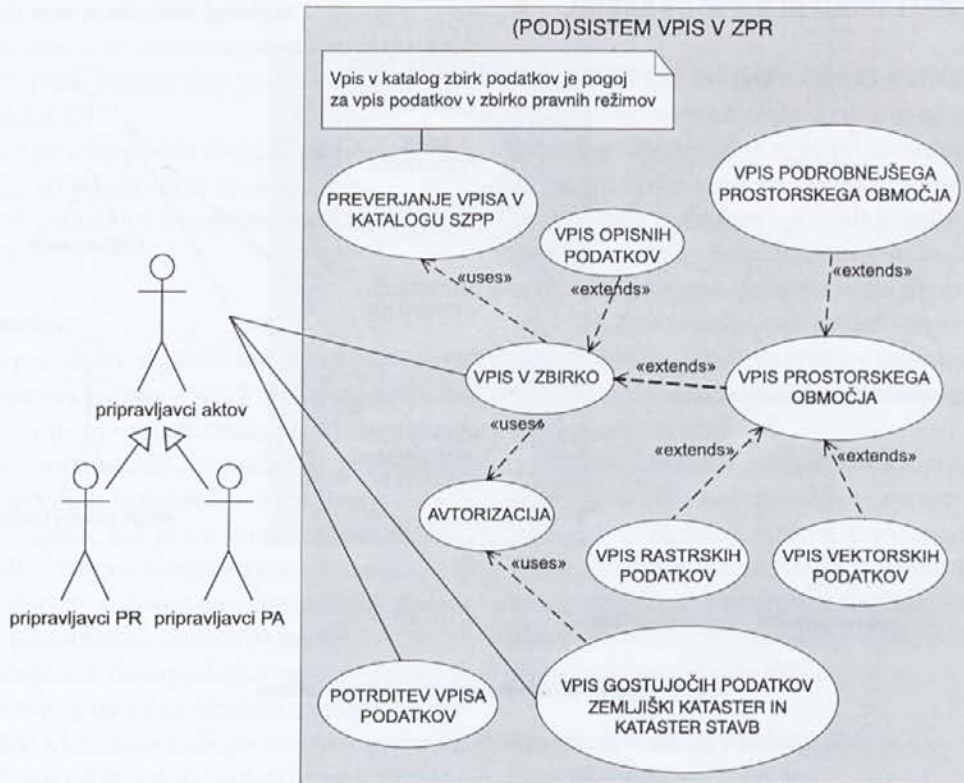 (POD)SISTEM VPIS V ZPR
Vpis v katalog zbirk podatkov je pogoj
za vpis podatkov v zbirko pravnih režimov
PREVERJANJE VPISA V
KATALOGU SZPP
VPIS OPISNIH
PODATKOV
VPIS PODROBNEJŠEGA
PROSTORSKEGA OBMOČJA
«uses»
«extends»
«extends»
pripravljavci aktov
VPIS V ZBIRKO
«extends»
VPIS PROSTORSKEGA
OBMOČJA
«uses»
«extends»
«extends»
AVTORIZACIJA
VPIS RASTRSKIH
PODATKOV
VPIS VEKTORSKIH
PODATKOV
«uses»
pripravljavci PR
pripravljavci PA
POTRDITEV VPISA
PODATKOV
VPIS GOSTUJOČIH PODATKOV
ZEMLJIŠKI KATASTER IN
KATASTER STAVB